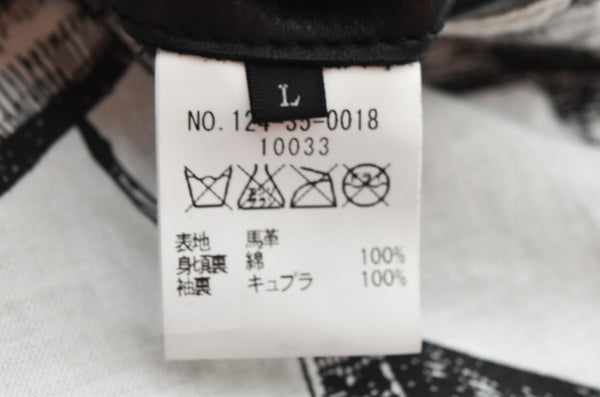 L
NO. 124-35-0018
10033
表地 馬革
身頃裏 綿 100%
袖裏 キュプラ 100%